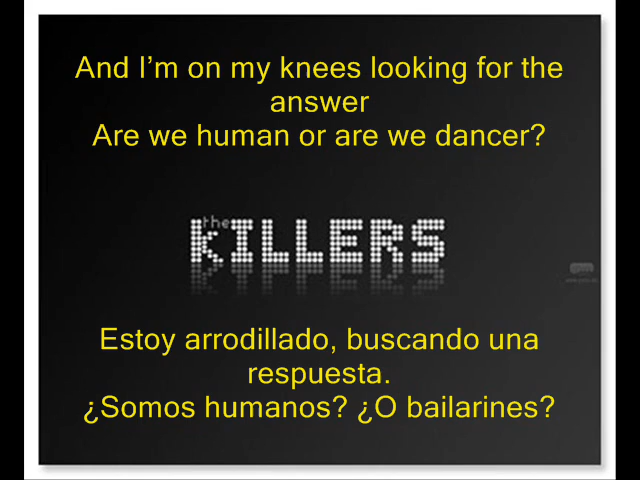 And I’m on my knees looking for the
answer
Are we human or are we dancer?
the
KILLERS
Estoy arrodillado, buscando una
respuesta.
¿Somos humanos? ¿O bailarines?